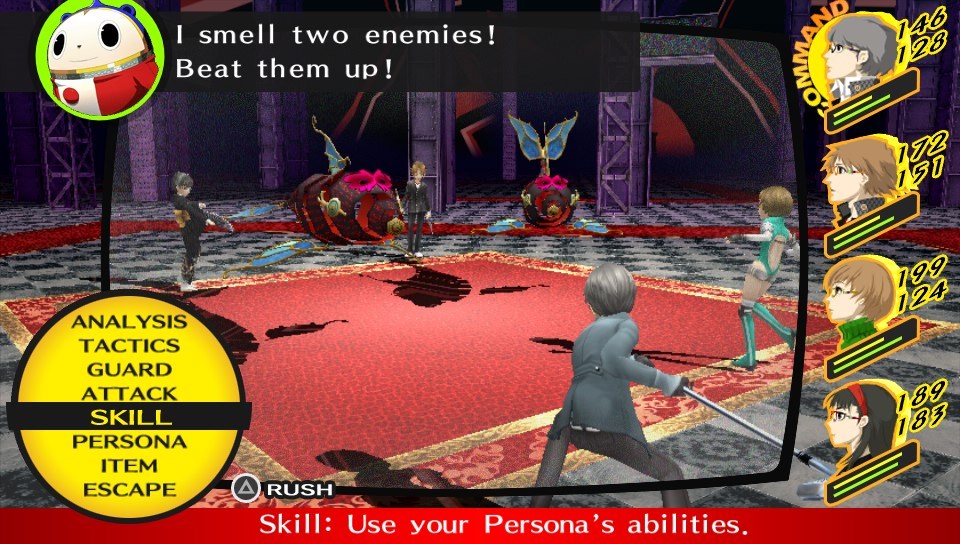 I smell two enemies!
Beat them up!
COMMAND
146
128
172
151
199
124
189
183
ANALYSIS
TACTICS
GUARD
ATTACK
SKILL
PERSONA
ITEM
ESCAPE
RUSH
Skill: Use your Persona's abilities.